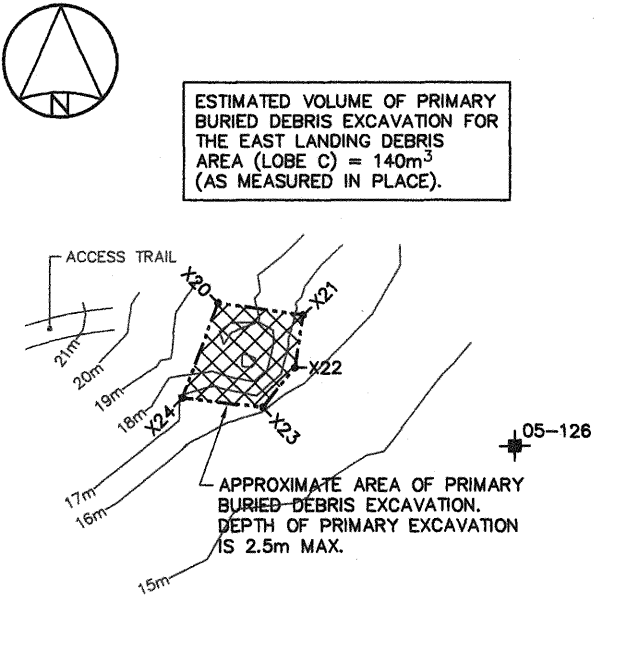 N
ESTIMATED VOLUME OF PRIMARY
BURIED DEBRIS EXCAVATION FOR
THE EAST LANDING DEBRIS
AREA (LOBE C) = 140m³
(AS MEASURED IN PLACE).
ACCESS TRAIL
X20
X21
21m
20m
X22
19m
18m
X24
X23
05-126
17m
16m
APPROXIMATE AREA OF PRIMARY
BURIED DEBRIS EXCAVATION.
DEPTH OF PRIMARY EXCAVATION
IS 2.5m MAX.
15m